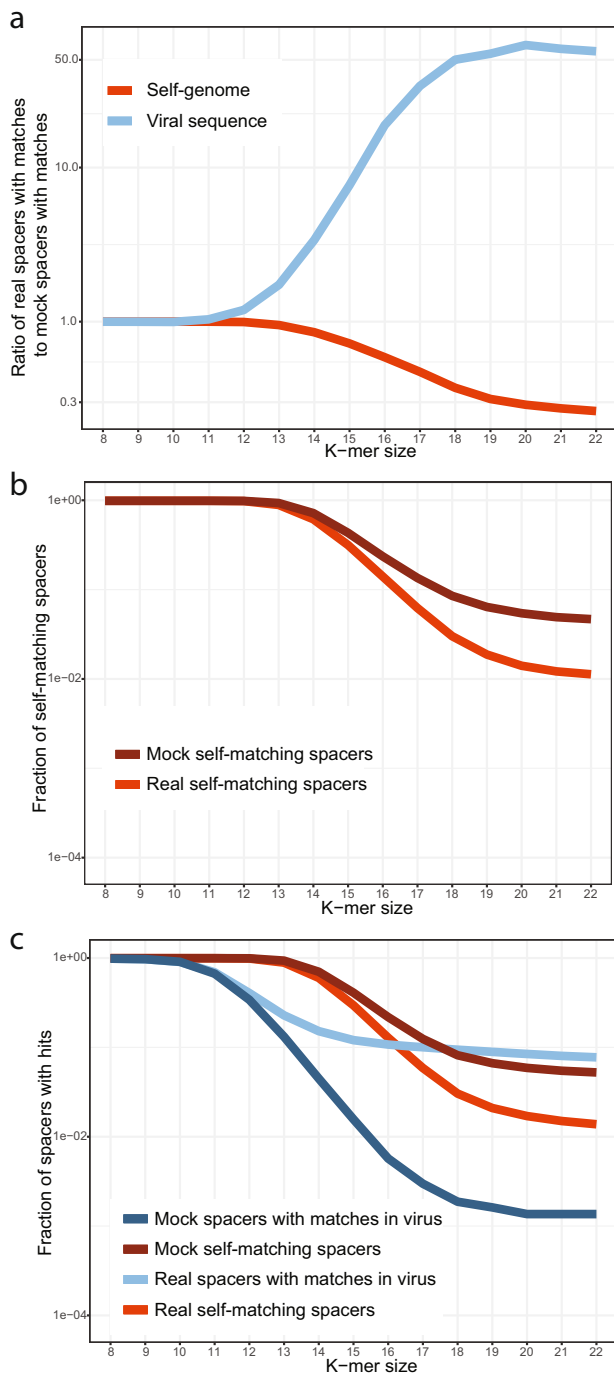 a
Ratio of real spacers with matches
to mock spacers with matches
50.0
10.0
1.0
0.3
Self-genome
Viral sequence
8 9 10 11 12 13 14 15 16 17 18 19 20 21 22
K−mer size
b
Fraction of self-matching spacers
1e+00
1e−02
1e−04
Mock self-matching spacers
Real self-matching spacers
8 9 10 11 12 13 14 15 16 17 18 19 20 21 22
K−mer size
c
Fraction of spacers with hits
1e+00
1e−02
1e−04
Mock spacers with matches in virus
Mock self-matching spacers
Real spacers with matches in virus
Real self-matching spacers
8 9 10 11 12 13 14 15 16 17 18 19 20 21 22
K−mer size